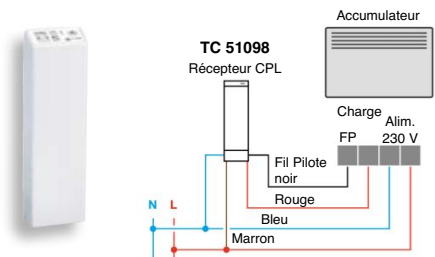 Accumulateur
TC 51098
Récepteur CPL
Charge
Alim.
FP
230 V
Fil Pilote
noir
Rouge
N
L
Bleu
Marron